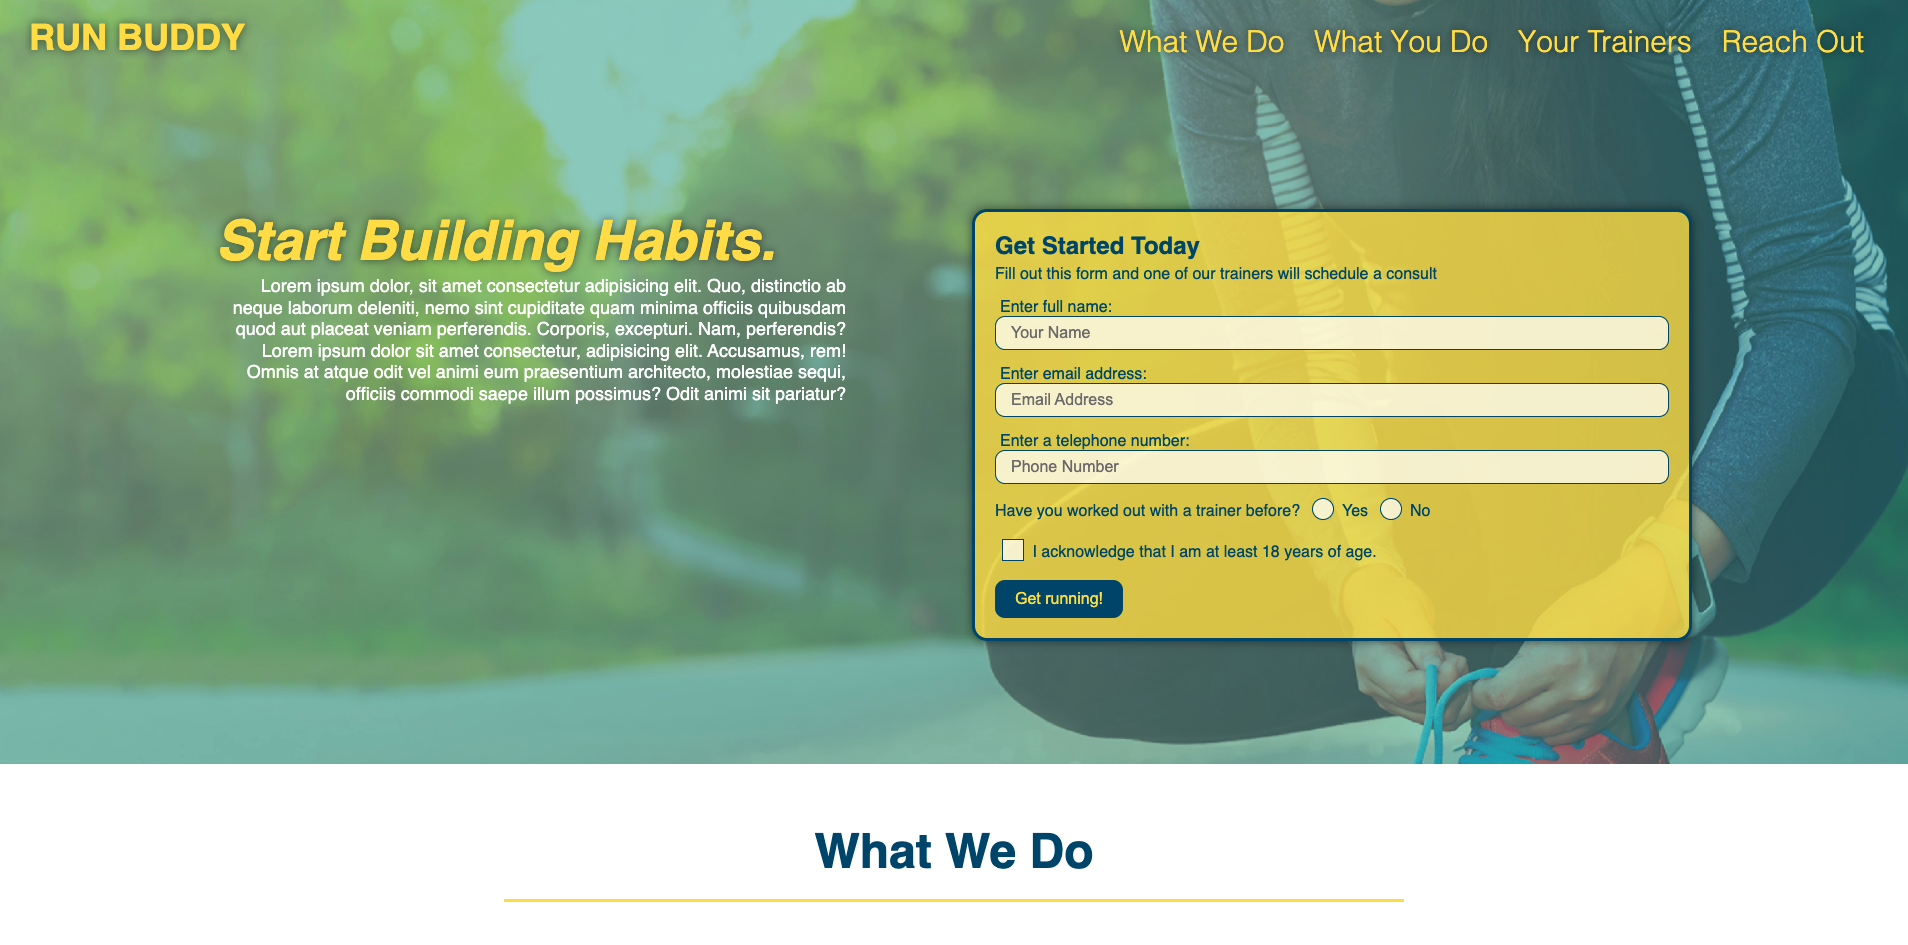 RUN BUDDY
What We Do What You Do Your Trainers Reach Out
Start Building Habits.
Lorem ipsum dolor, sit amet consectetur adipisicing elit. Quo, distinctio ab
neque laborum deleniti, nemo sint cupiditate quam minima officiis quibusdam
quod aut placeat veniam perferendis. Corporis, excepturi. Nam, perferendis?
Lorem ipsum dolor sit amet consectetur, adipisicing elit. Accusamus, rem!
Omnis at atque odit vel animi eum praesentium architecto, molestiae sequi,
officiis commodi saepe illum possimus? Odit animi sit pariatur?
Get Started Today
Fill out this form and one of our trainers will schedule a consult
Enter full name:
Your Name
Enter email address:
Email Address
Enter a telephone number:
Phone Number
Have you worked out with a trainer before? Yes No
I acknowledge that I am at least 18 years of age.
Get running!
What We Do